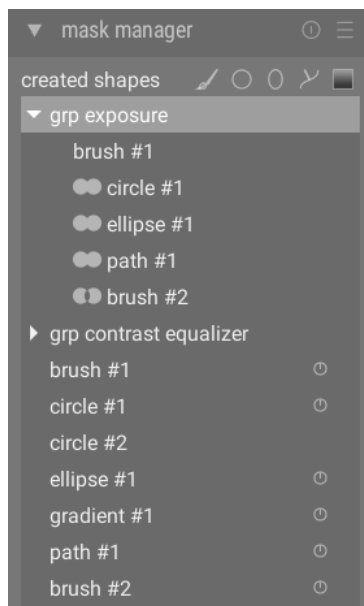 mask manager
created shapes
grp exposure
brush #1
circle #1
ellipse #1
path #1
brush #2
grp contrast equalizer
brush #1
circle #1
circle #2
ellipse #1
gradient #1
path #1
brush #2